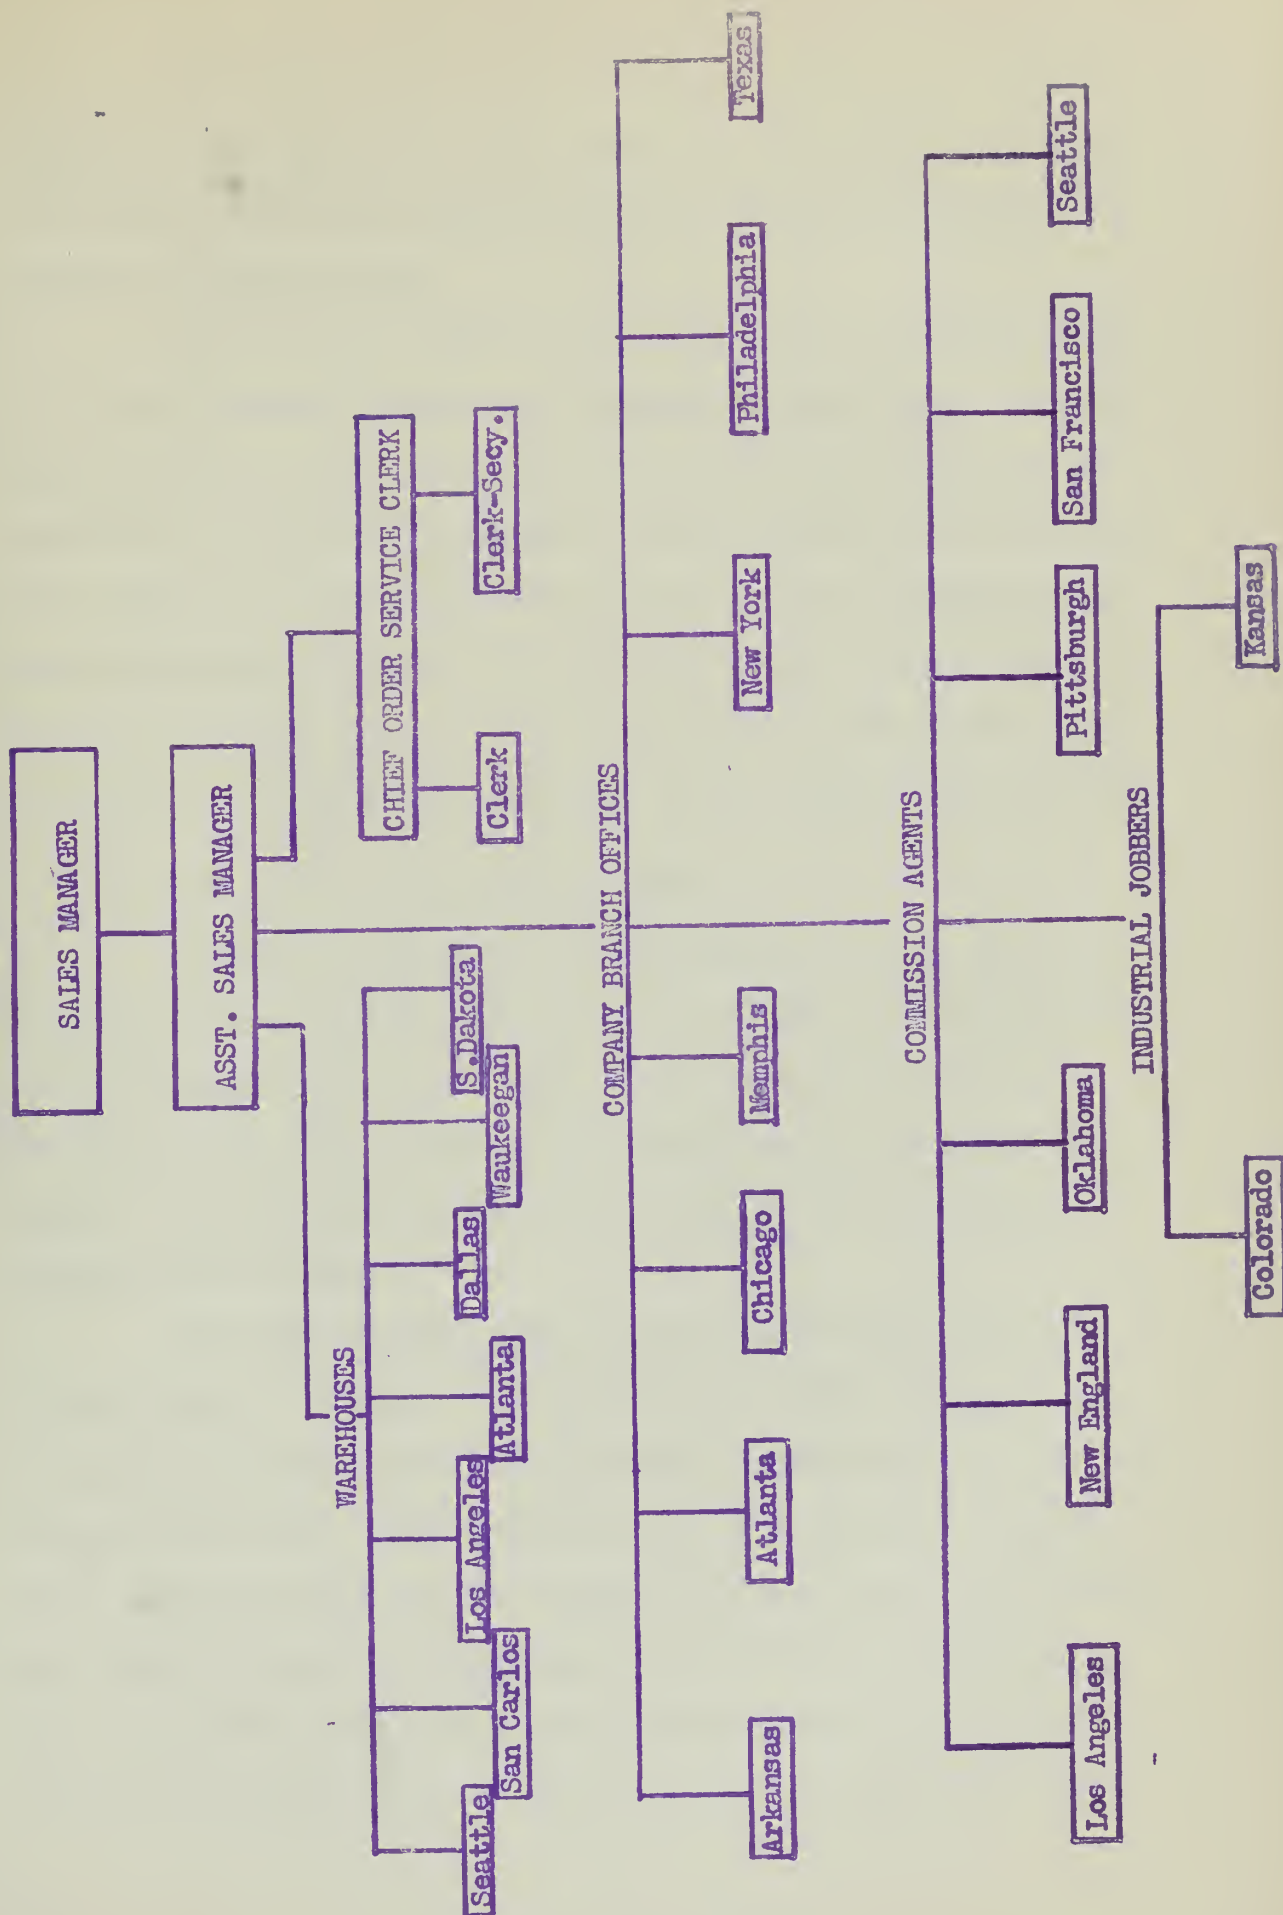 SALES MANAGER
ASST. SALES MANAGER
CHIEF ORDER SERVICE CLERK
Clerk
Clerk-Secy.
WAREHOUSES
Seattle
San Carlos
Los Angeles
Atlanta
Dallas
Waukeegan
S.Dakota
COMPANY BRANCH OFFICES
Arkansas
Atlanta
Chicago
Memphis
New York
Philadelphia
Texas
COMMISSION AGENTS
Los Angeles
New England
Oklahoma
Pittsburgh
San Francisco
Seattle
INDUSTRIAL JOBBERS
Colorado
Kansas